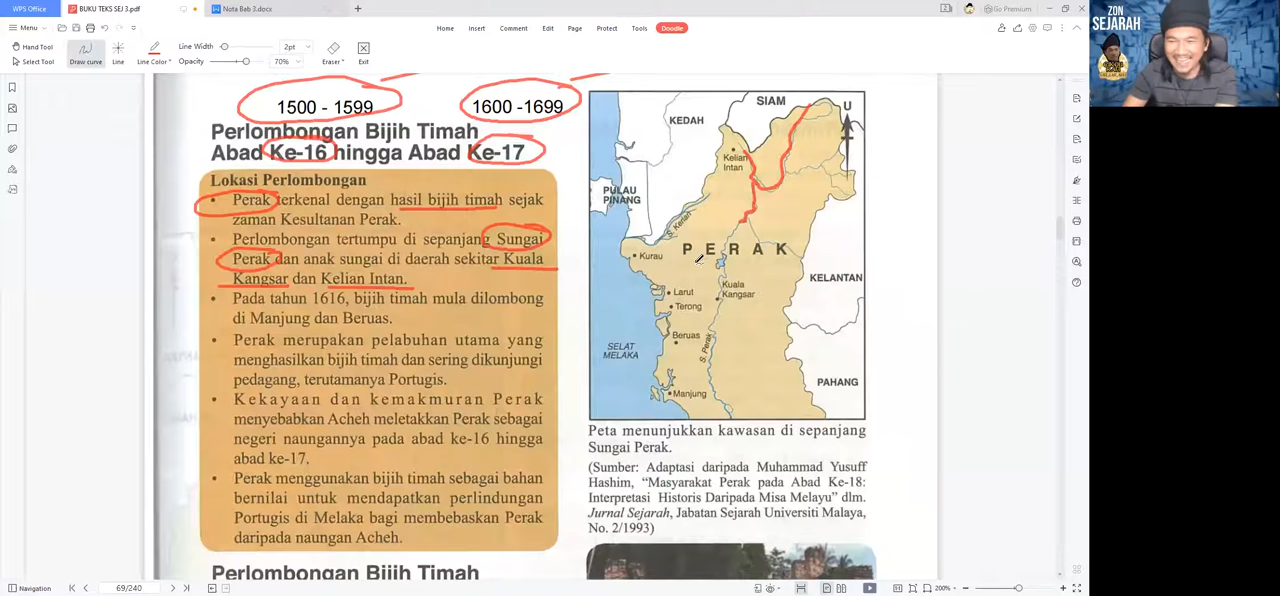 WPS Office
BUKU TEKS SEJ 3.pdf
Nota Bab 3.docx
Go Premium
Menu
Home
Insert
Comment
Edit
Page
Protect
Tools
Doodle
Hand Tool
Select Tool
Draw curve
Line
Line Color
Line Width
2pt
Opacity
70%
Eraser
Exit
ZON
SEJARAH
1500 - 1599
1600 -1699
Perlombongan Bijih Timah
Abad Ke-16 hingga Abad Ke-17
Lokasi Perlombongan
• Perak terkenal dengan hasil bijih timah sejak
zaman Kesultanan Perak.
• Perlombongan tertumpu di sepanjang Sungai
Perak dan anak sungai di daerah sekitar Kuala
Kangsar dan Kelian Intan.
• Pada tahun 1616, bijih timah mula dilombong
di Manjung dan Beruas.
• Perak merupakan pelabuhan utama yang
menghasilkan bijih timah dan sering dikunjungi
pedagang, terutamanya Portugis.
• Kekayaan dan kemakmuran Perak
menyebabkan Acheh meletakkan Perak sebagai
negeri naungannya pada abad ke-16 hingga
abad ke-17.
• Perak menggunakan bijih timah sebagai bahan
bernilai untuk mendapatkan perlindungan
Portugis di Melaka bagi membebaskan Perak
daripada naungan Acheh.
Perlombongan Bijih Timah
SIAM
U
KEDAH
Kelian
Intan
PULAU
PINANG
S. Kerian
PERAK
Kurau
KELANTAN
Larut
Kuala
Kangsar
Terong
Beruas
SELAT
MELAKA
S. Perak
PAHANG
Manjung
Peta menunjukkan kawasan di sepanjang
Sungai Perak.
(Sumber: Adaptasi daripada Muhammad Yusuff
Hashim, “Masyarakat Perak pada Abad Ke-18:
Interpretasi Historis Daripada Misa Melayu” dlm.
Jurnal Sejarah, Jabatan Sejarah Universiti Malaya,
No. 2/1993)
Navigation
69/240
200%